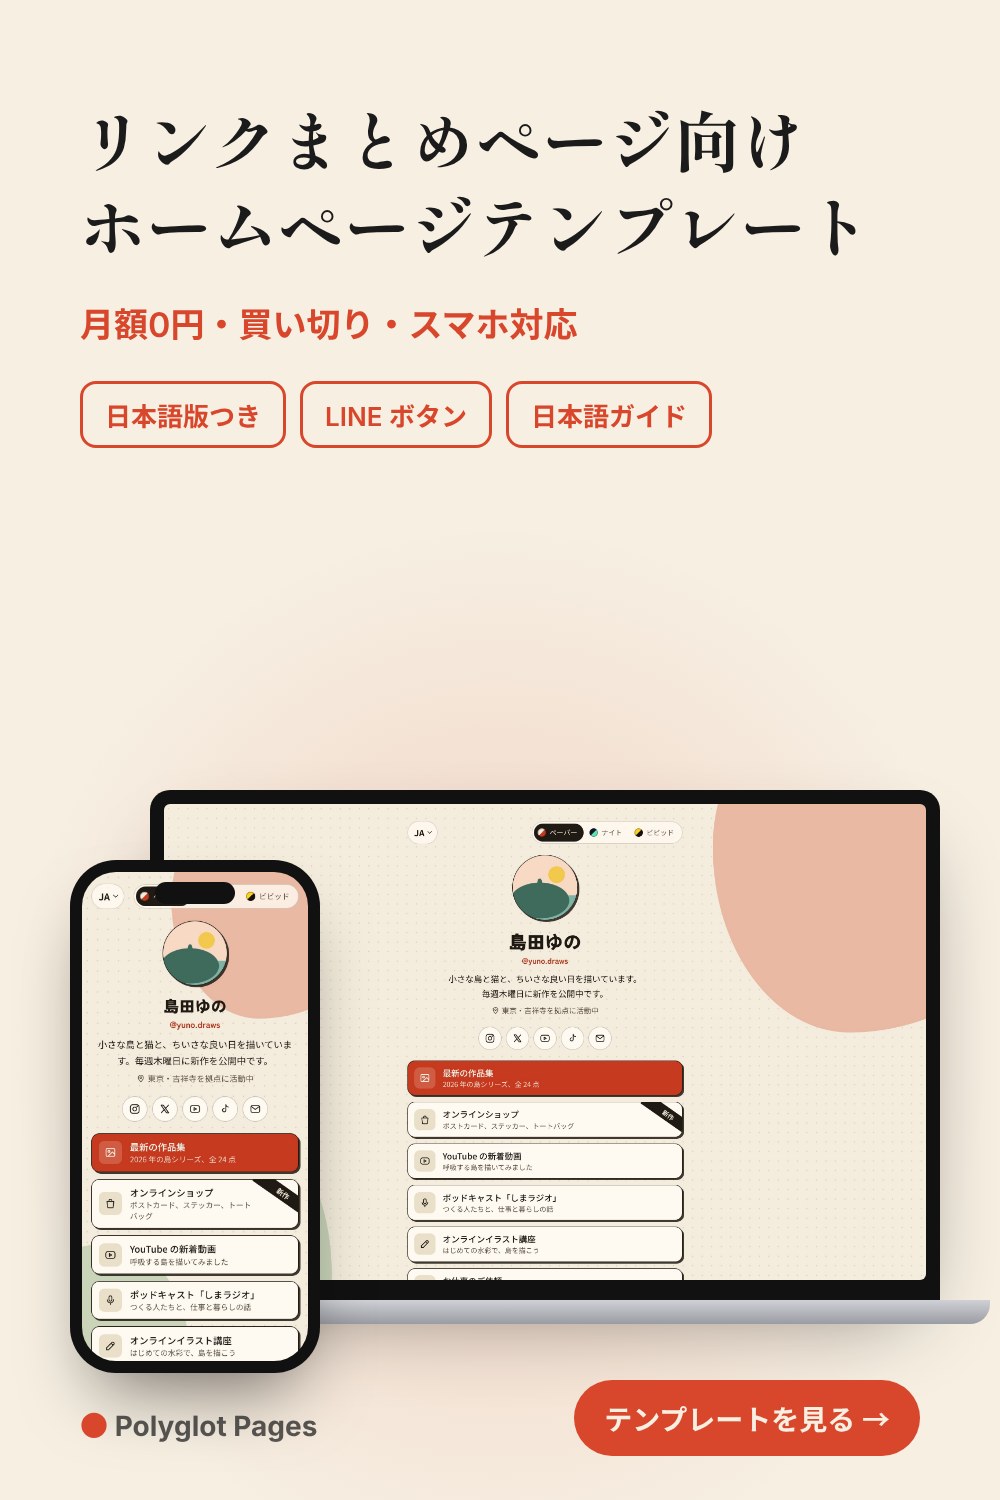 リンクまとめページ向け
ホームページテンプレート
月額0円・買い切り・スマホ対応
日本語版つき
LINE ボタン
日本語ガイド
JA
ペーパー
ナイト
ビビッド
島田ゆの
@yuno.draws
小さな島と猫と、ちいさな良い日を描いています。
毎週木曜日に新作を公開中です。
東京・吉祥寺を拠点に活動中
最新の作品集
2026 年の島シリーズ、全 24 点
オンラインショップ
ポストカード、ステッカー、トートバッグ
新作
YouTube の新着動画
呼吸する島を描いてみました
ポッドキャスト「しまラジオ」
つくる人たちと、仕事と暮らしの話
オンラインイラスト講座
はじめての水彩で、島を描こう
JA
ビビッド
島田ゆの
@yuno.draws
小さな島と猫と、ちいさな良い日を描いていま
す。毎週木曜日に新作を公開中です。
東京・吉祥寺を拠点に活動中
最新の作品集
2026 年の島シリーズ、全 24 点
オンラインショップ
ポストカード、ステッカー、トート
バッグ
新作
YouTube の新着動画
呼吸する島を描いてみました
ポッドキャスト「しまラジオ」
つくる人たちと、仕事と暮らしの話
オンラインイラスト講座
はじめての水彩で、島を描こう
Polyglot Pages
テンプレートを見る →